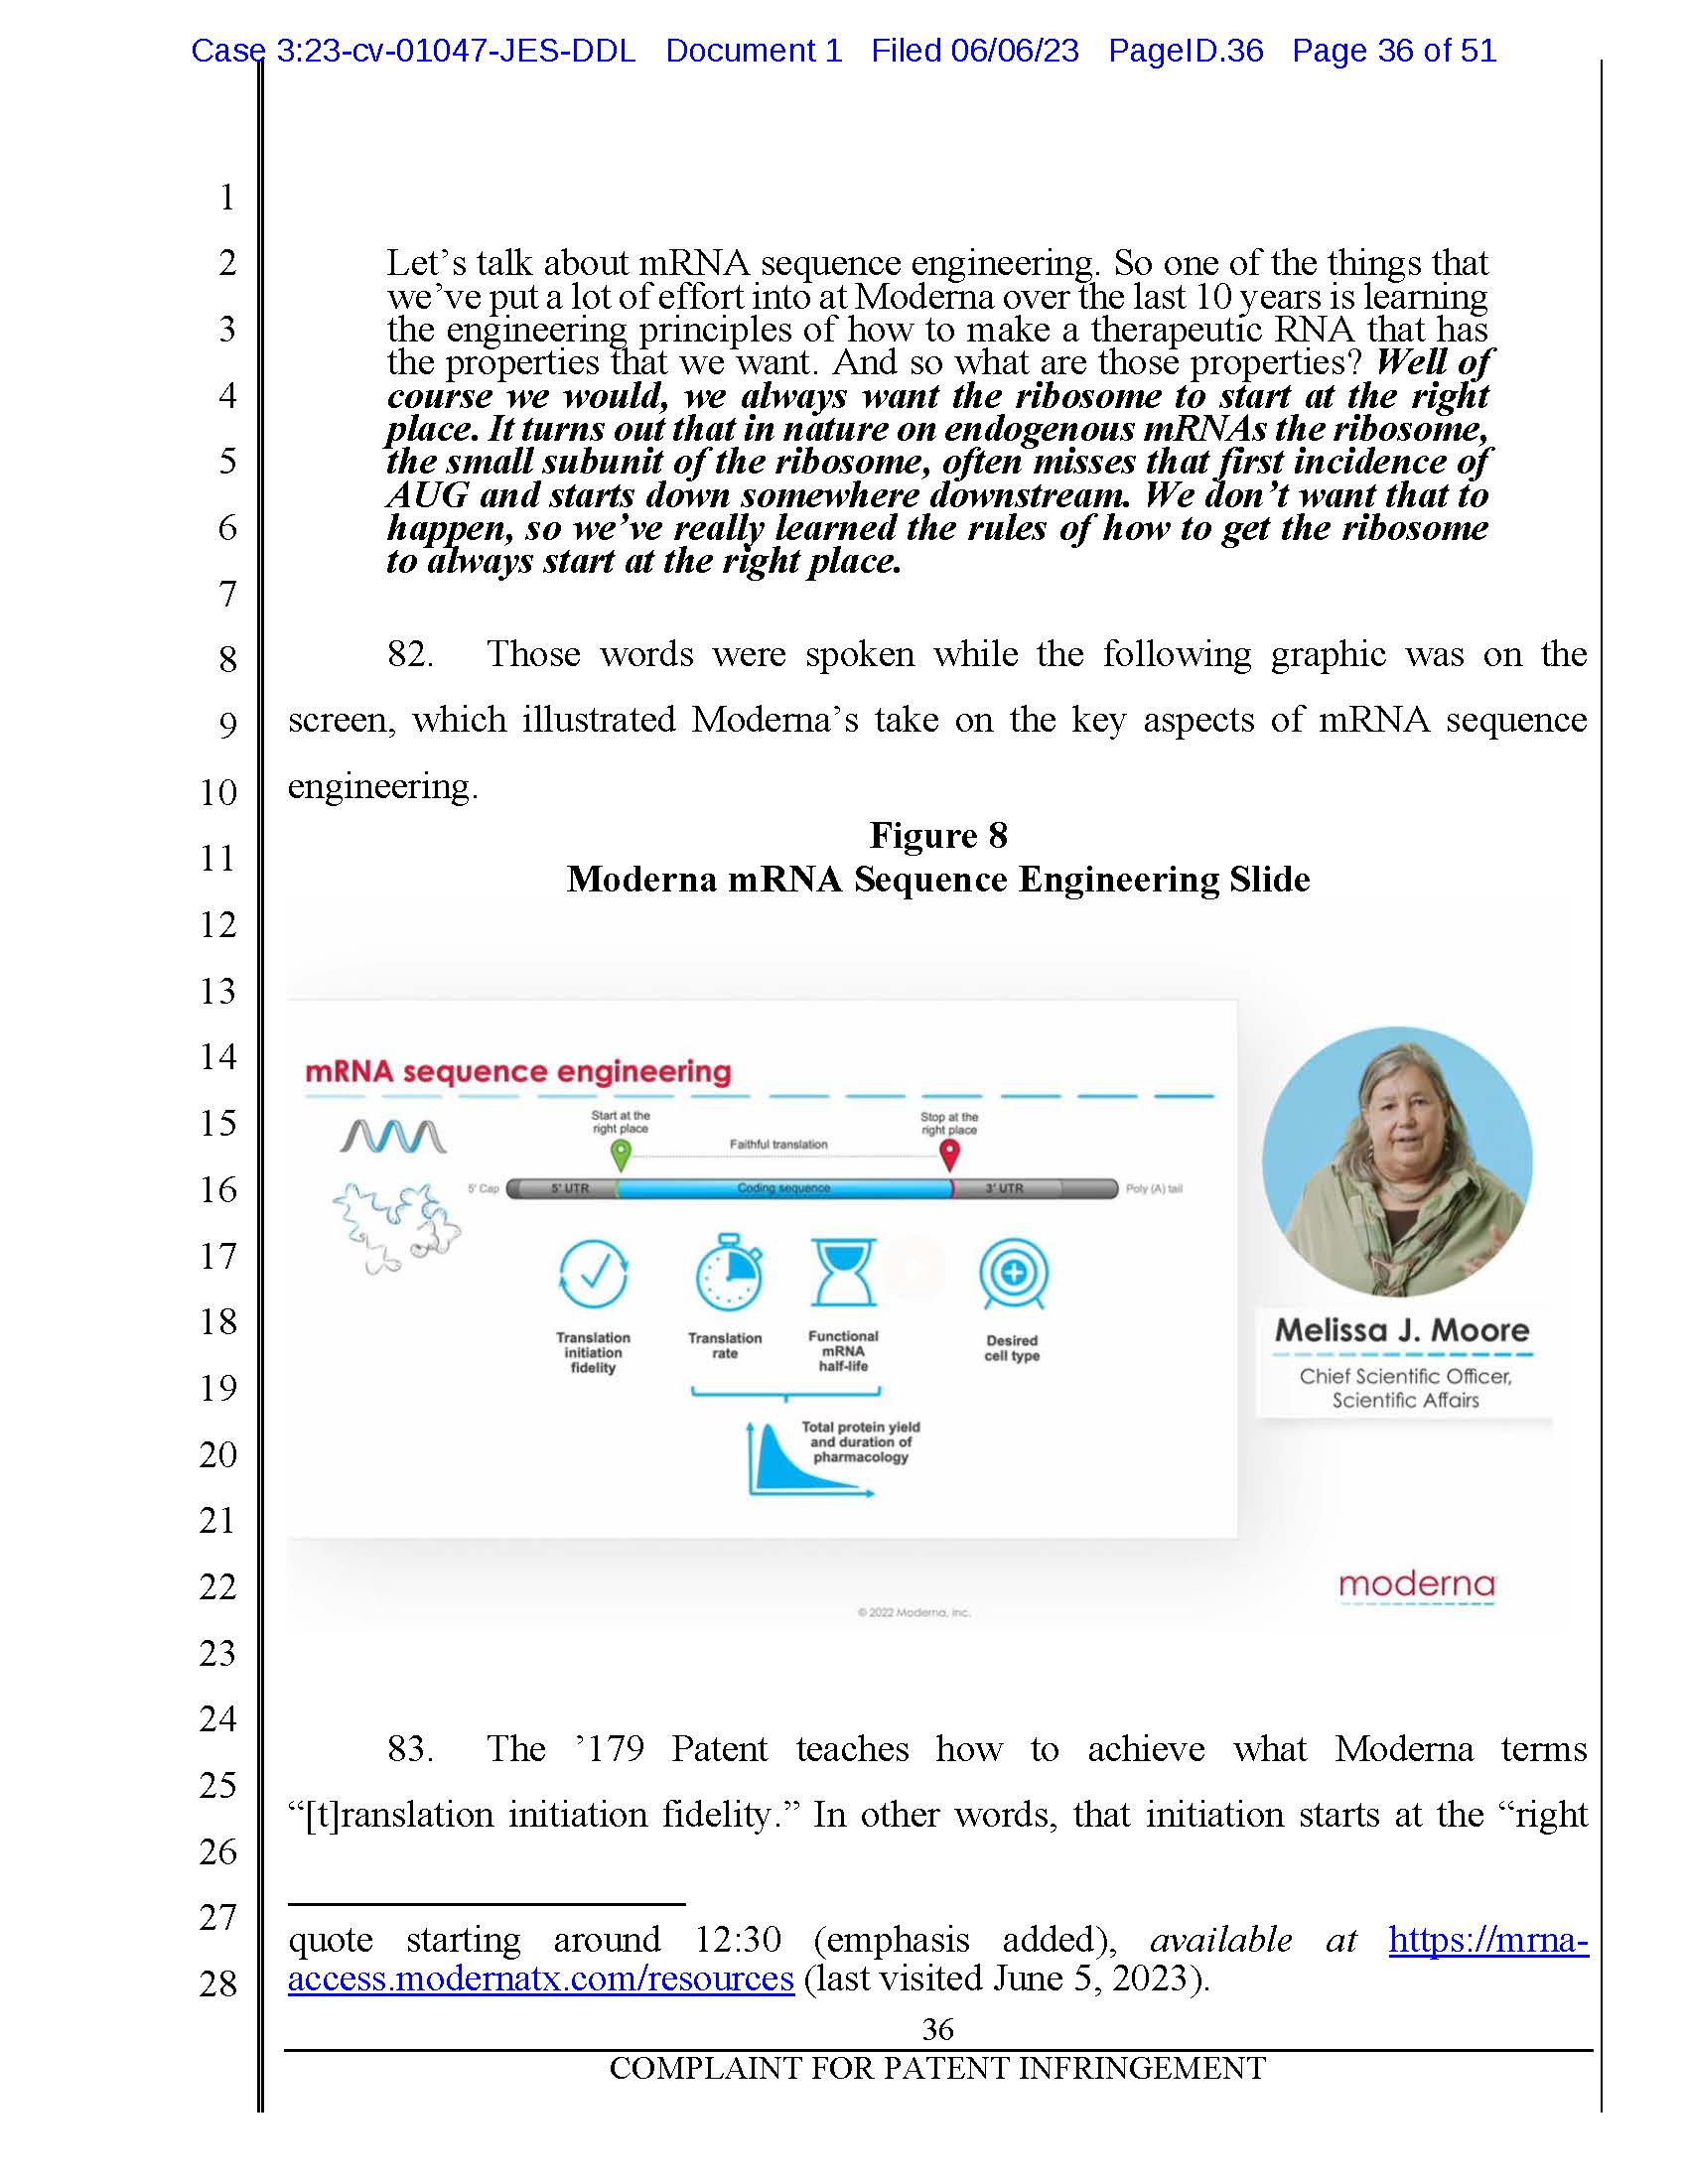 Case 3:23-cv-01047-JES-DDL Document 1 Filed 06/06/23 PageID.36 Page 36 of 51
1
2
3
4
5
6
7
8
9
10
11
12
13
14
15
16
17
18
19
20
21
22
23
24
25
26
27
28
Let’s talk about mRNA sequence engineering. So one of the things that
we’ve put a lot of effort into at Moderna over the last 10 years is learning
the engineering principles of how to make a therapeutic RNA that has
the properties that we want. And so what are those properties? Well of
course we would, we always want the ribosome to start at the right
place. It turns out that in nature on endogenous mRNAs the ribosome,
the small subunit of the ribosome, often misses that first incidence of
AUG and starts down somewhere downstream. We don’t want that to
happen, so we’ve really learned the rules of how to get the ribosome
to always start at the right place.
82. Those words were spoken while the following graphic was on the
screen, which illustrated Moderna’s take on the key aspects of mRNA sequence
engineering.
Figure 8
Moderna mRNA Sequence Engineering Slide
mRNA sequence engineering
Start at the
right place
Faithful translation
Stop at the
right place
5' Cap
5' UTR
Coding sequence
3' UTR
Poly (A) tail
Translation
initiation
fidelity
Translation
rate
Functional
mRNA
half-life
Desired
cell type
Total protein yield
and duration of
pharmacology
Melissa J. Moore
Chief Scientific Officer,
Scientific Affairs
moderna
© 2022 Moderna, Inc.
83. The ’179 Patent teaches how to achieve what Moderna terms
“[t]ranslation initiation fidelity.” In other words, that initiation starts at the “right
quote starting around 12:30 (emphasis added), available at https://mrna-
access.modernatx.com/resources (last visited June 5, 2023).
36
COMPLAINT FOR PATENT INFRINGEMENT